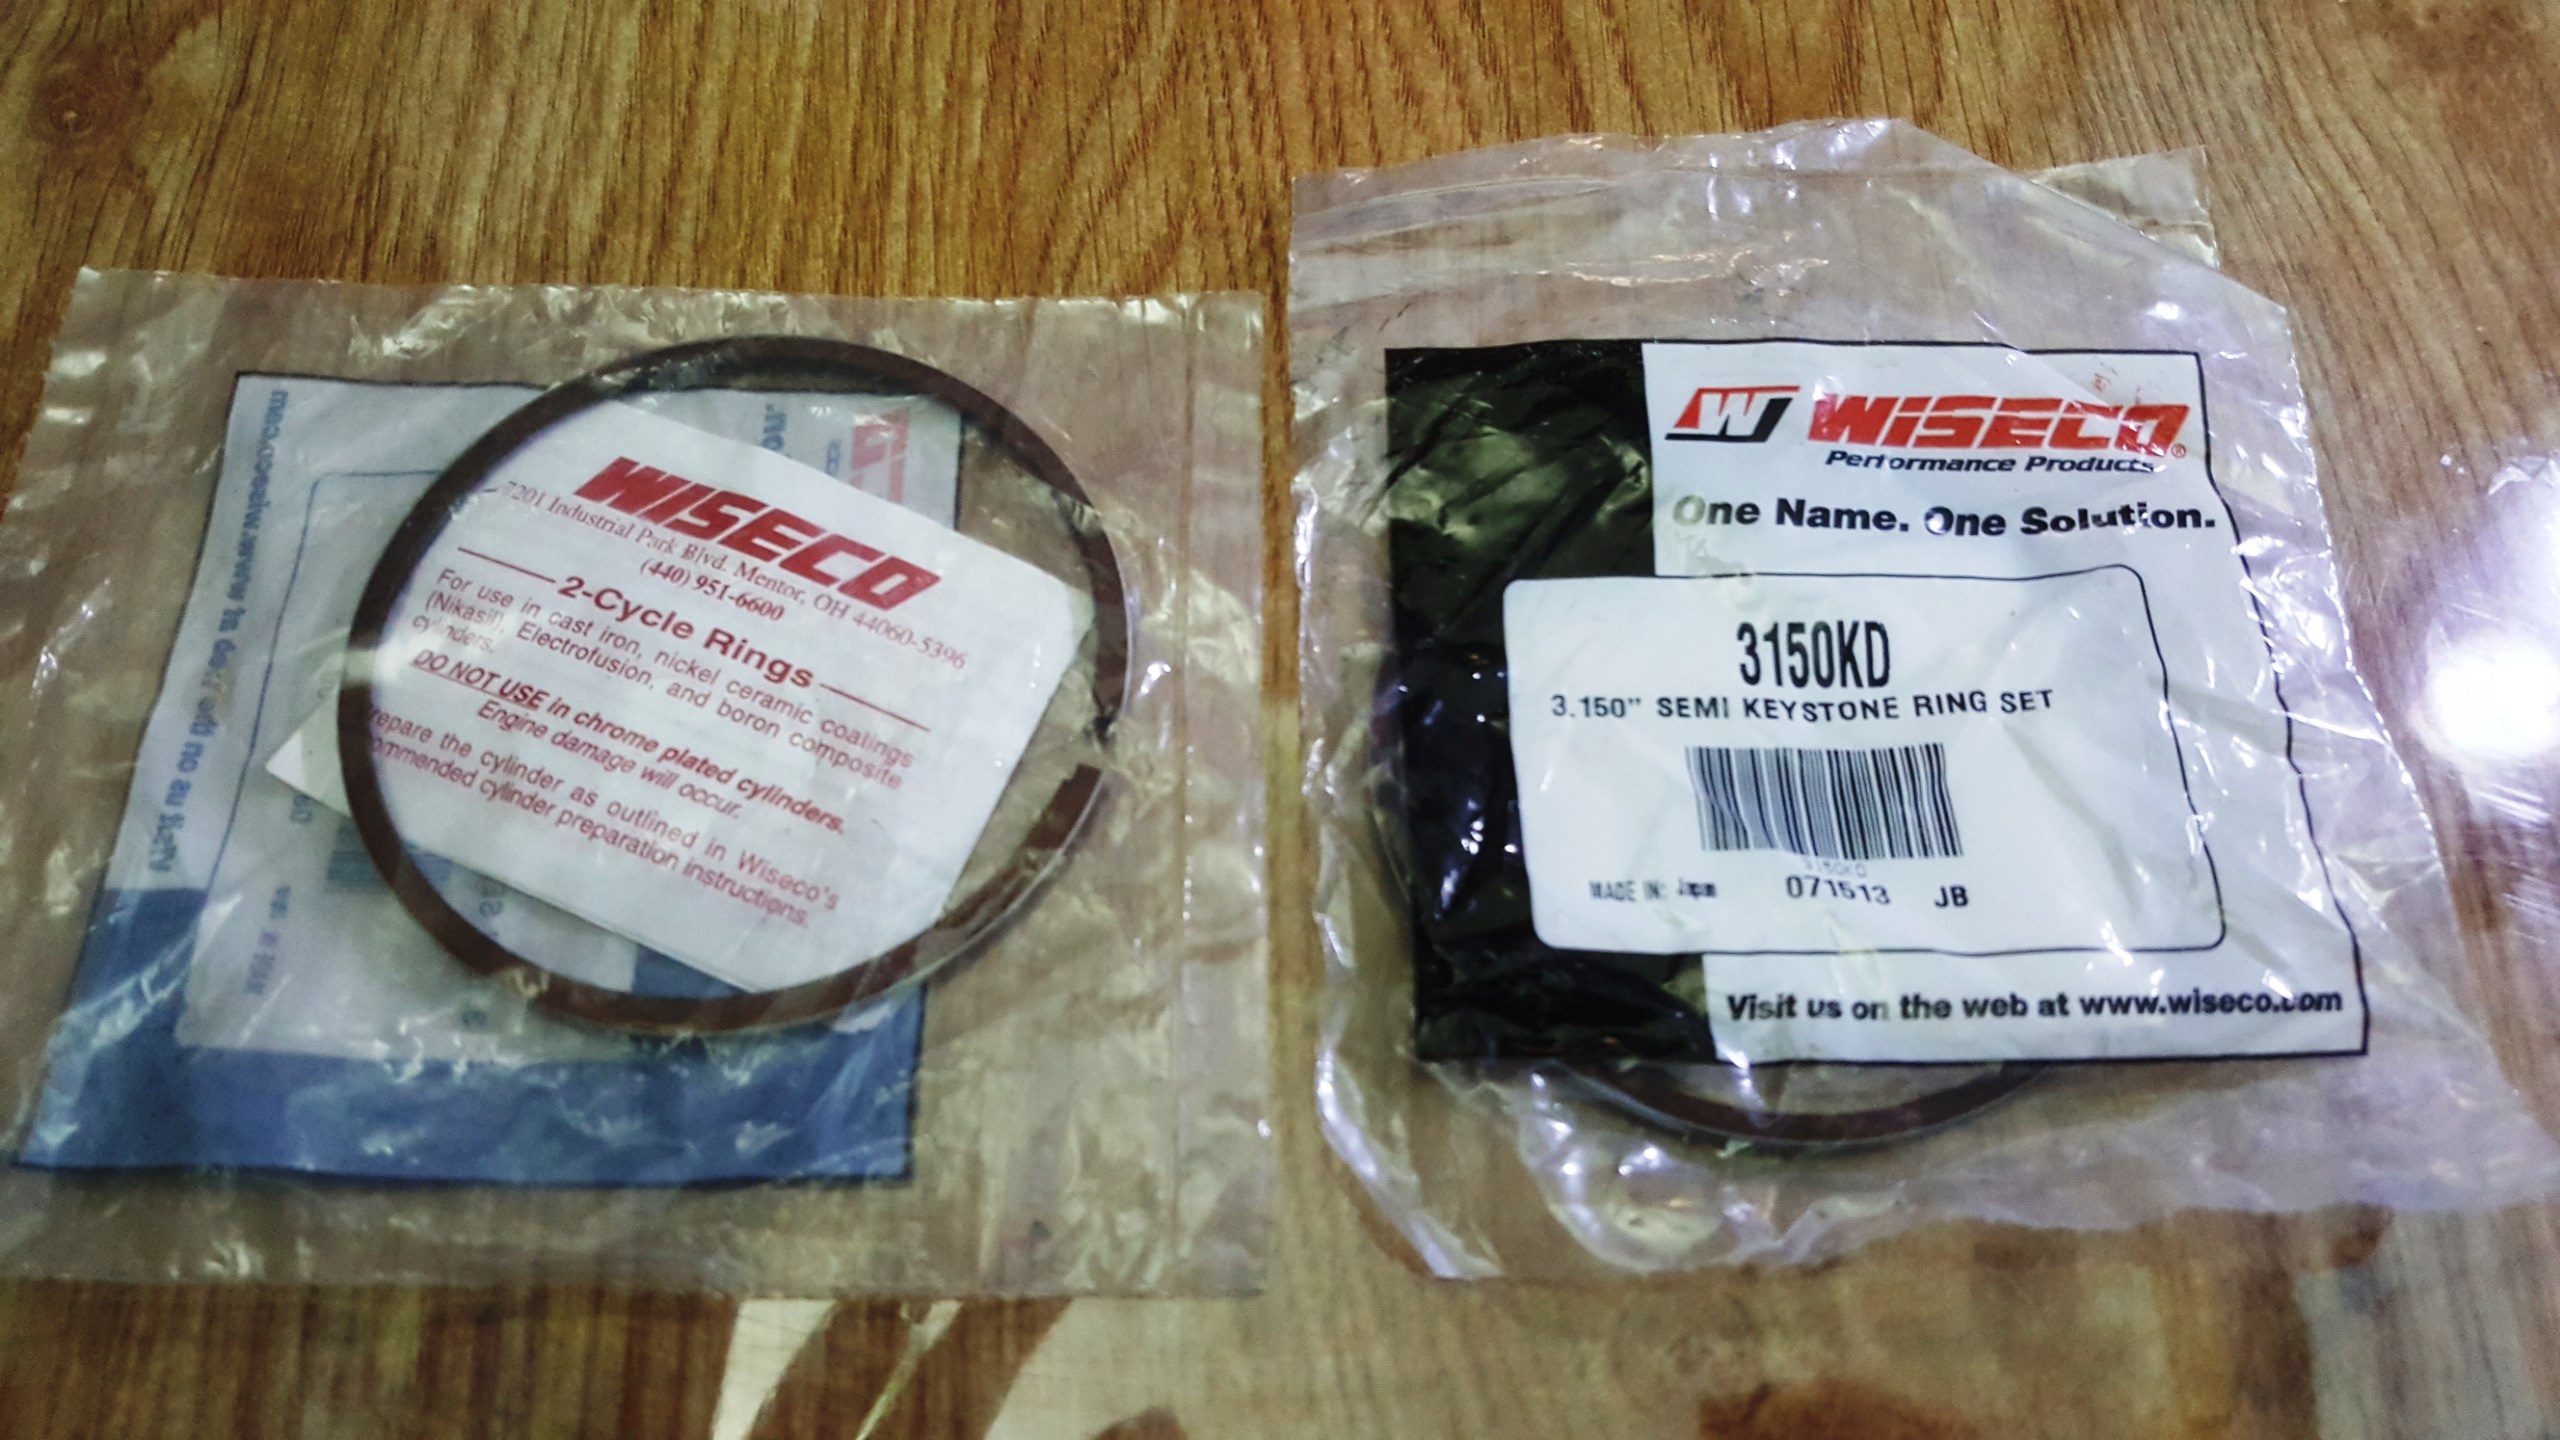 WISECO
7201 Industrial Park Blvd. Mentor, OH 44060-5396
(440) 951-6600
2-Cycle Rings
For use in cast iron, nickel ceramic coatings
(Nikasil), Electrofusion, and boron composite
cylinders.
DO NOT USE in chrome plated cylinders.
Engine damage will occur.
Prepare the cylinder as outlined in Wiseco's
recommended cylinder preparation instructions.
W WISECO®
Performance Products
One Name. One Solution.
3150KD
3.150" SEMI KEYSTONE RING SET
3150KD
MADE IN: Japan 071513 JB
Visit us on the web at www.wiseco.com